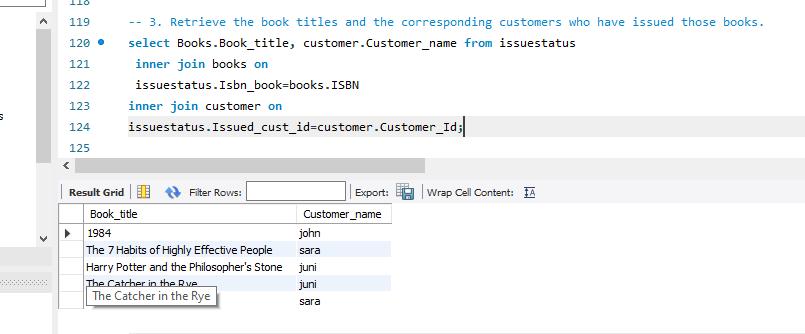 118
119 -- 3. Retrieve the book titles and the corresponding customers who have issued those books.
120 select Books.Book_title, customer.Customer_name from issuestatus
121 inner join books on
122 issuestatus.Isbn_book=books.ISBN
123 inner join customer on
124 issuestatus.Issued_cust_id=customer.Customer_Id;
125
Result Grid Filter Rows: Export: Wrap Cell Content:
Book_title Customer_name
1984 john
The 7 Habits of Highly Effective People sara
Harry Potter and the Philosopher's Stone juni
The Catcher in the Rye juni
The Catcher in the Rye
sara